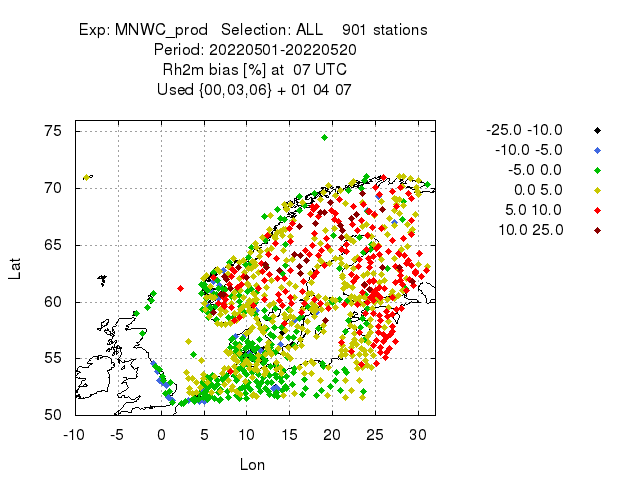 Exp: MNWC_prod Selection: ALL 901 stations
Period: 20220501-20220520
Rh2m bias [%] at 07 UTC
Used {00,03,06} + 01 04 07
-25.0 -10.0
-10.0 -5.0
-5.0 0.0
0.0 5.0
5.0 10.0
10.0 25.0
75
70
65
60
55
50
Lat
-10 -5 0 5 10 15 20 25 30
Lon